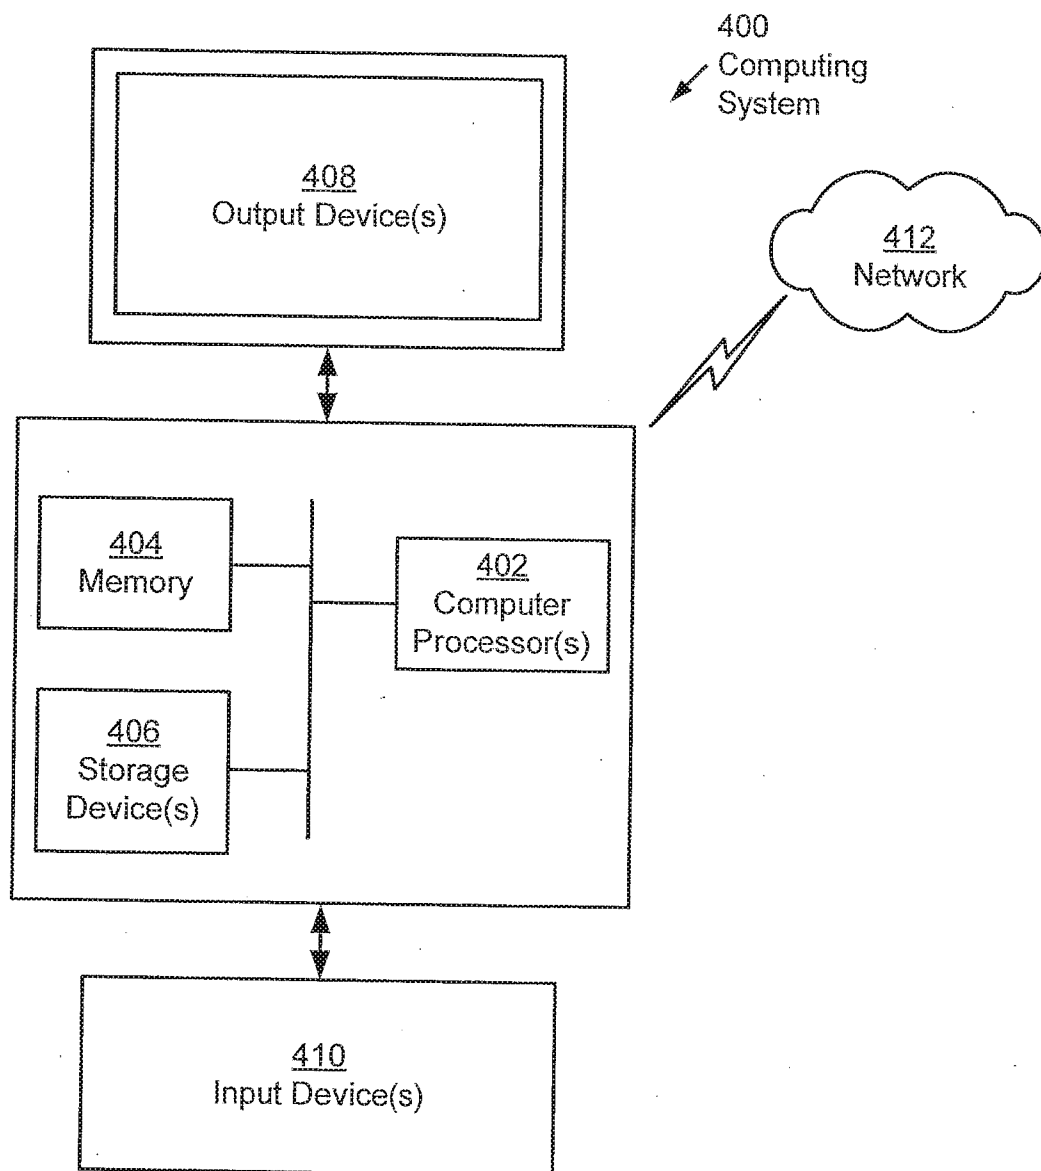 400
Computing
System
408
Output Device(s)
412
Network
404
Memory
402
Computer
Processor(s)
406
Storage
Device(s)
410
Input Device(s)